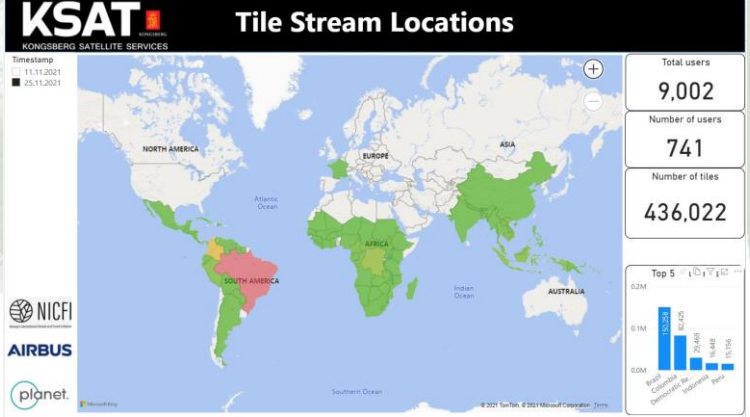 KSAT
KONGSBERG
KONGSBERG SATELLITE SERVICES
Tile Stream Locations
Timestamp
11.11.2021
25.11.2021
NORTH AMERICA
EUROPE
ASIA
Atlantic
Ocean
AFRICA
SOUTH AMERICA
Indian
Ocean
AUSTRALIA
Southern Ocean
Microsoft Bing
© 2021 TomTom, © 2021 Microsoft Corporation Terms
NICFI
AIRBUS
planet.
Total users
9,002
Number of users
741
Number of tiles
436,022
Top 5
0.2M
0.1M
0.0M
150,258
82,425
29,469
16,448
15,156
Brasil
Colombia
Democratic Re...
Indonesia
Peru